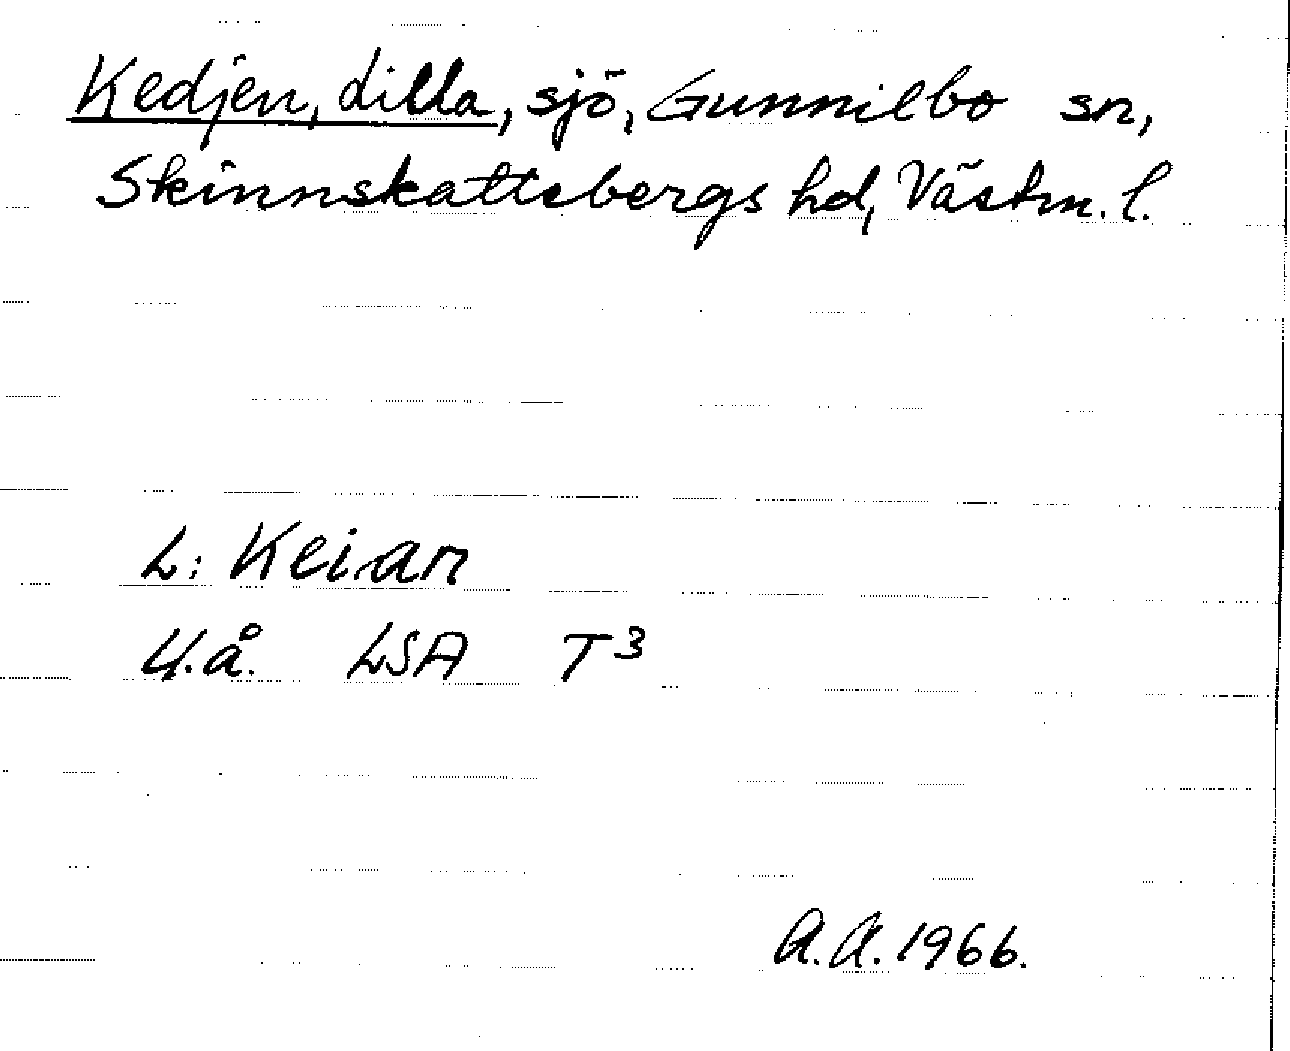 Kedjen, Lilla, sjö, Gunnilbo sn,
Skinnskattebergs hd, Västm. l.
L: Keian
U.å. LSA T3
A.A. 1966.